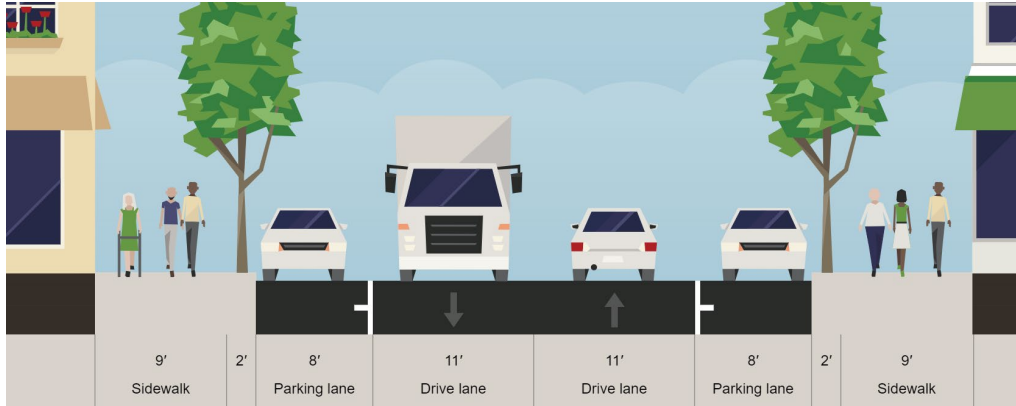 9′ 2′ 8′ 11′ 11′ 8′ 2′ 9′
Sidewalk Parking lane Drive lane Drive lane Parking lane Sidewalk